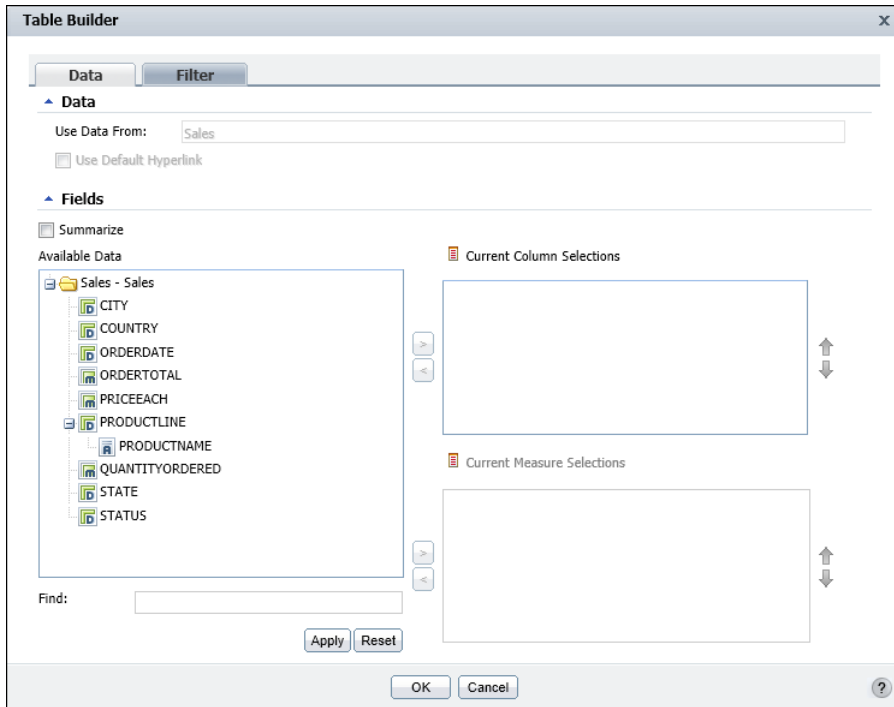 Table Builder x
Data Filter
Data
Use Data From: Sales
Use Default Hyperlink
Fields
Summarize
Available Data
Sales - Sales
CITY
COUNTRY
ORDERDATE
ORDERTOTAL
PRICEEACH
PRODUCTLINE
PRODUCTNAME
QUANTITYORDERED
STATE
STATUS
Find:
Apply Reset
Current Column Selections
>
<
Current Measure Selections
>
<
OK Cancel ?